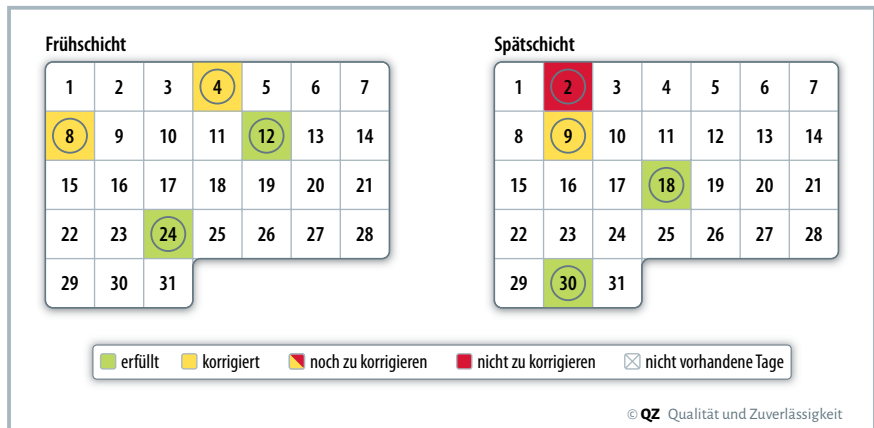 Frühschicht
1 2 3 4 5 6 7
8 9 10 11 12 13 14
15 16 17 18 19 20 21
22 23 24 25 26 27 28
29 30 31
Spätschicht
1 2 3 4 5 6 7
8 9 10 11 12 13 14
15 16 17 18 19 20 21
22 23 24 25 26 27 28
29 30 31
erfüllt korrigiert noch zu korrigieren nicht zu korrigieren nicht vorhandene Tage
© QZ Qualität und Zuverlässigkeit